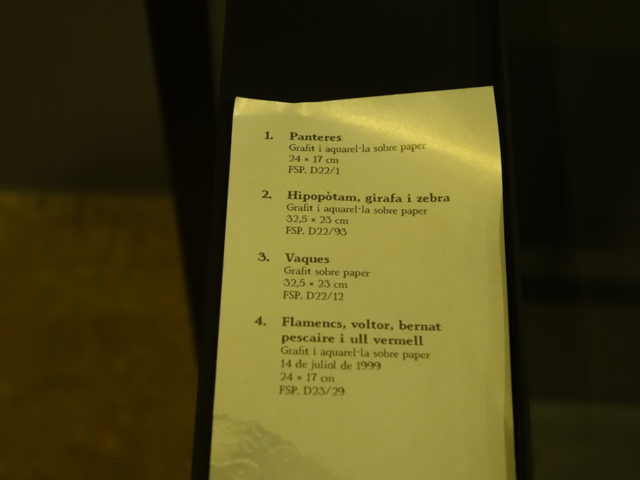 1. Panteres
Grafit i aquarel·la sobre paper
24 × 17 cm
FSP. D22/1
2. Hipopòtam, girafa i zebra
Grafit i aquarel·la sobre paper
32,5 × 23 cm
FSP. D22/93
3. Vaques
Grafit sobre paper
32,5 × 23 cm
FSP. D22/12
4. Flamencs, voltor, bernat
pescaire i ull vermell
Grafit i aquarel·la sobre paper
14 de juliol de 1999
24 × 17 cm
FSP. D23/29